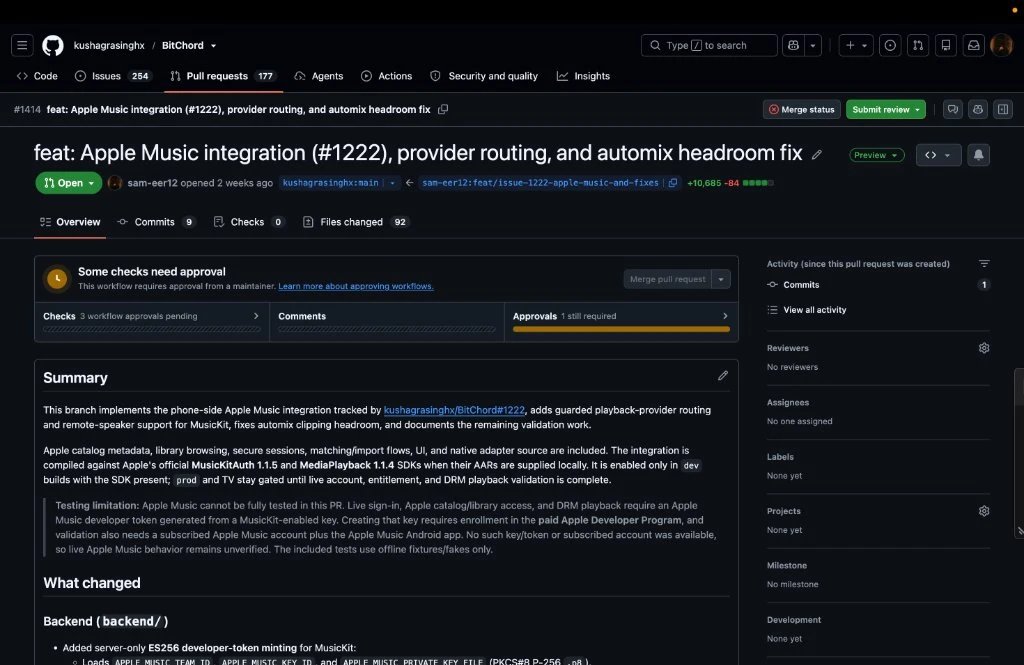 kushagrasinghx / BitChord
Type / to search
Code
Issues 254
Pull requests 177
Agents
Actions
Security and quality
Insights
#1414 feat: Apple Music integration (#1222), provider routing, and automix headroom fix
Merge status
Submit review
feat: Apple Music integration (#1222), provider routing, and automix headroom fix
Preview
Open
sam-eer12 opened 2 weeks ago
kushagrasinghx:main
sam-eer12:feat/issue-1222-apple-music-and-fixes
+10,685 -84
Overview
Commits 9
Checks 0
Files changed 92
Some checks need approval
This workflow requires approval from a maintainer. Learn more about approving workflows.
Merge pull request
Checks 3 workflow approvals pending
Comments
Approvals 1 still required
Summary
This branch implements the phone-side Apple Music integration tracked by kushagrasinghx/BitChord#1222, adds guarded playback-provider routing
and remote-speaker support for MusicKit, fixes automix clipping headroom, and documents the remaining validation work.
Apple catalog metadata, library browsing, secure sessions, matching/import flows, UI, and native adapter source are included. The integration is
compiled against Apple's official MusicKitAuth 1.1.5 and MediaPlayback 1.1.4 SDKs when their AARs are supplied locally. It is enabled only in dev
builds with the SDK present; prod and TV stay gated until live account, entitlement, and DRM playback validation is complete.
Testing limitation: Apple Music cannot be fully tested in this PR. Live sign-in, Apple catalog/library access, and DRM playback require an Apple
Music developer token generated from a MusicKit-enabled key. Creating that key requires enrollment in the paid Apple Developer Program, and
validation also needs a subscribed Apple Music account plus the Apple Music Android app. No such key/token or subscribed account was available,
so live Apple Music behavior remains unverified. The included tests use offline fixtures/fakes only.
What changed
Backend (backend/)
• Added server-only ES256 developer-token minting for MusicKit:
Loads APPLE_MUSIC_TEAM_ID, APPLE_MUSIC_KEY_ID, and APPLE_MUSIC_PRIVATE_KEY_FILE (PKCS#8 P-256 .p8).
Activity (since this pull request was created)
Commits 1
View all activity
Reviewers
No reviewers
Assignees
No one assigned
Labels
None yet
Projects
None yet
Milestone
No milestone
Development
None yet